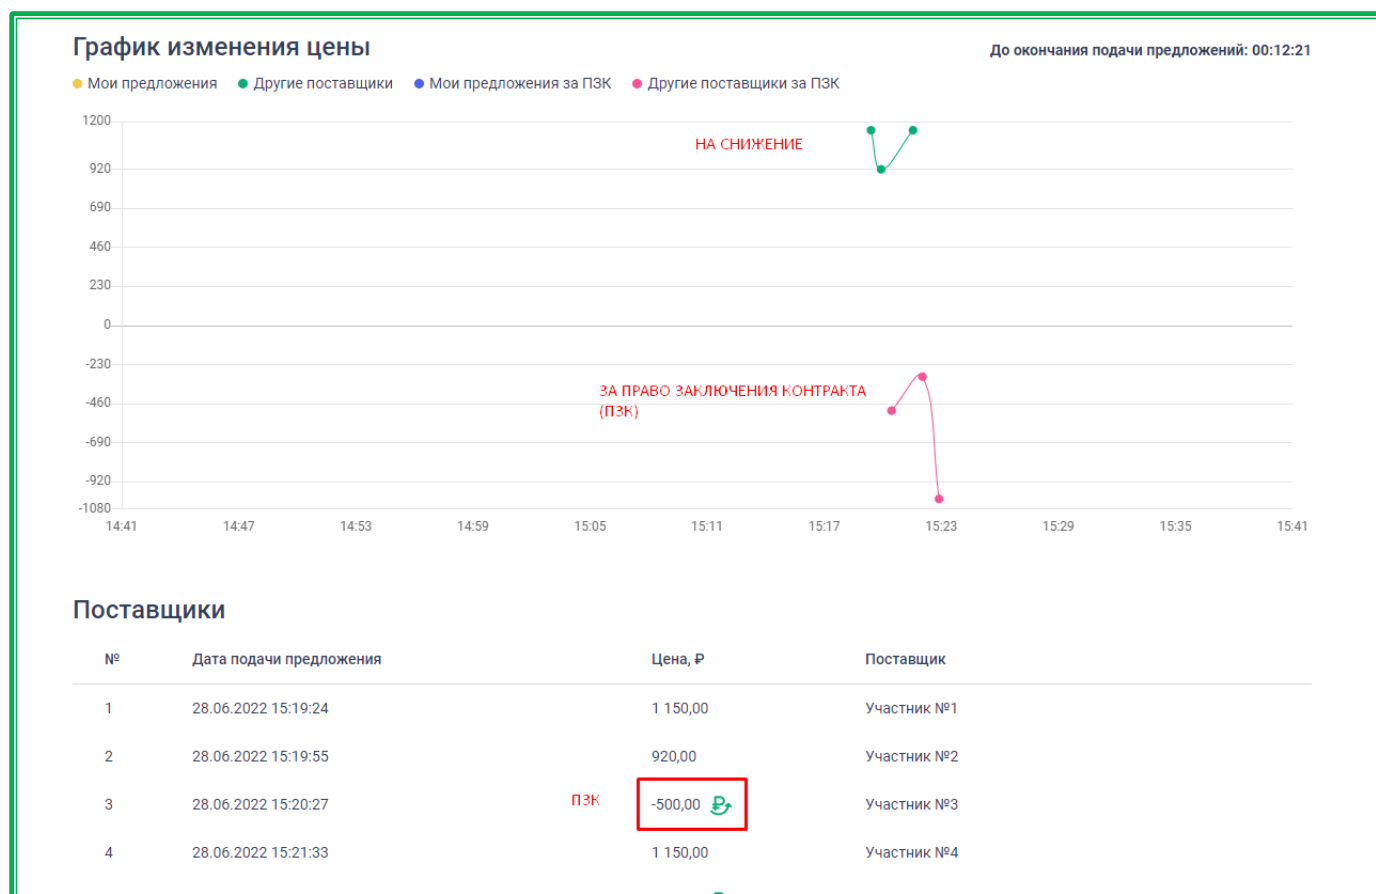 График изменения цены
До окончания подачи предложений: 00:12:21
Мои предложения Другие поставщики Мои предложения за ПЗК Другие поставщики за ПЗК
1200
НА СНИЖЕНИЕ
920
690
460
230
0
-230
ЗА ПРАВО ЗАКЛЮЧЕНИЯ КОНТРАКТА
(ПЗК)
-460
-690
-920
-1080
14:41 14:47 14:53 14:59 15:05 15:11 15:17 15:23 15:29 15:35 15:41
Поставщики
№ Дата подачи предложения Цена, ₽ Поставщик
1 28.06.2022 15:19:24 1 150,00 Участник №1
2 28.06.2022 15:19:55 920,00 Участник №2
3 28.06.2022 15:20:27 ПЗК -500,00 ₽ Участник №3
4 28.06.2022 15:21:33 1 150,00 Участник №4